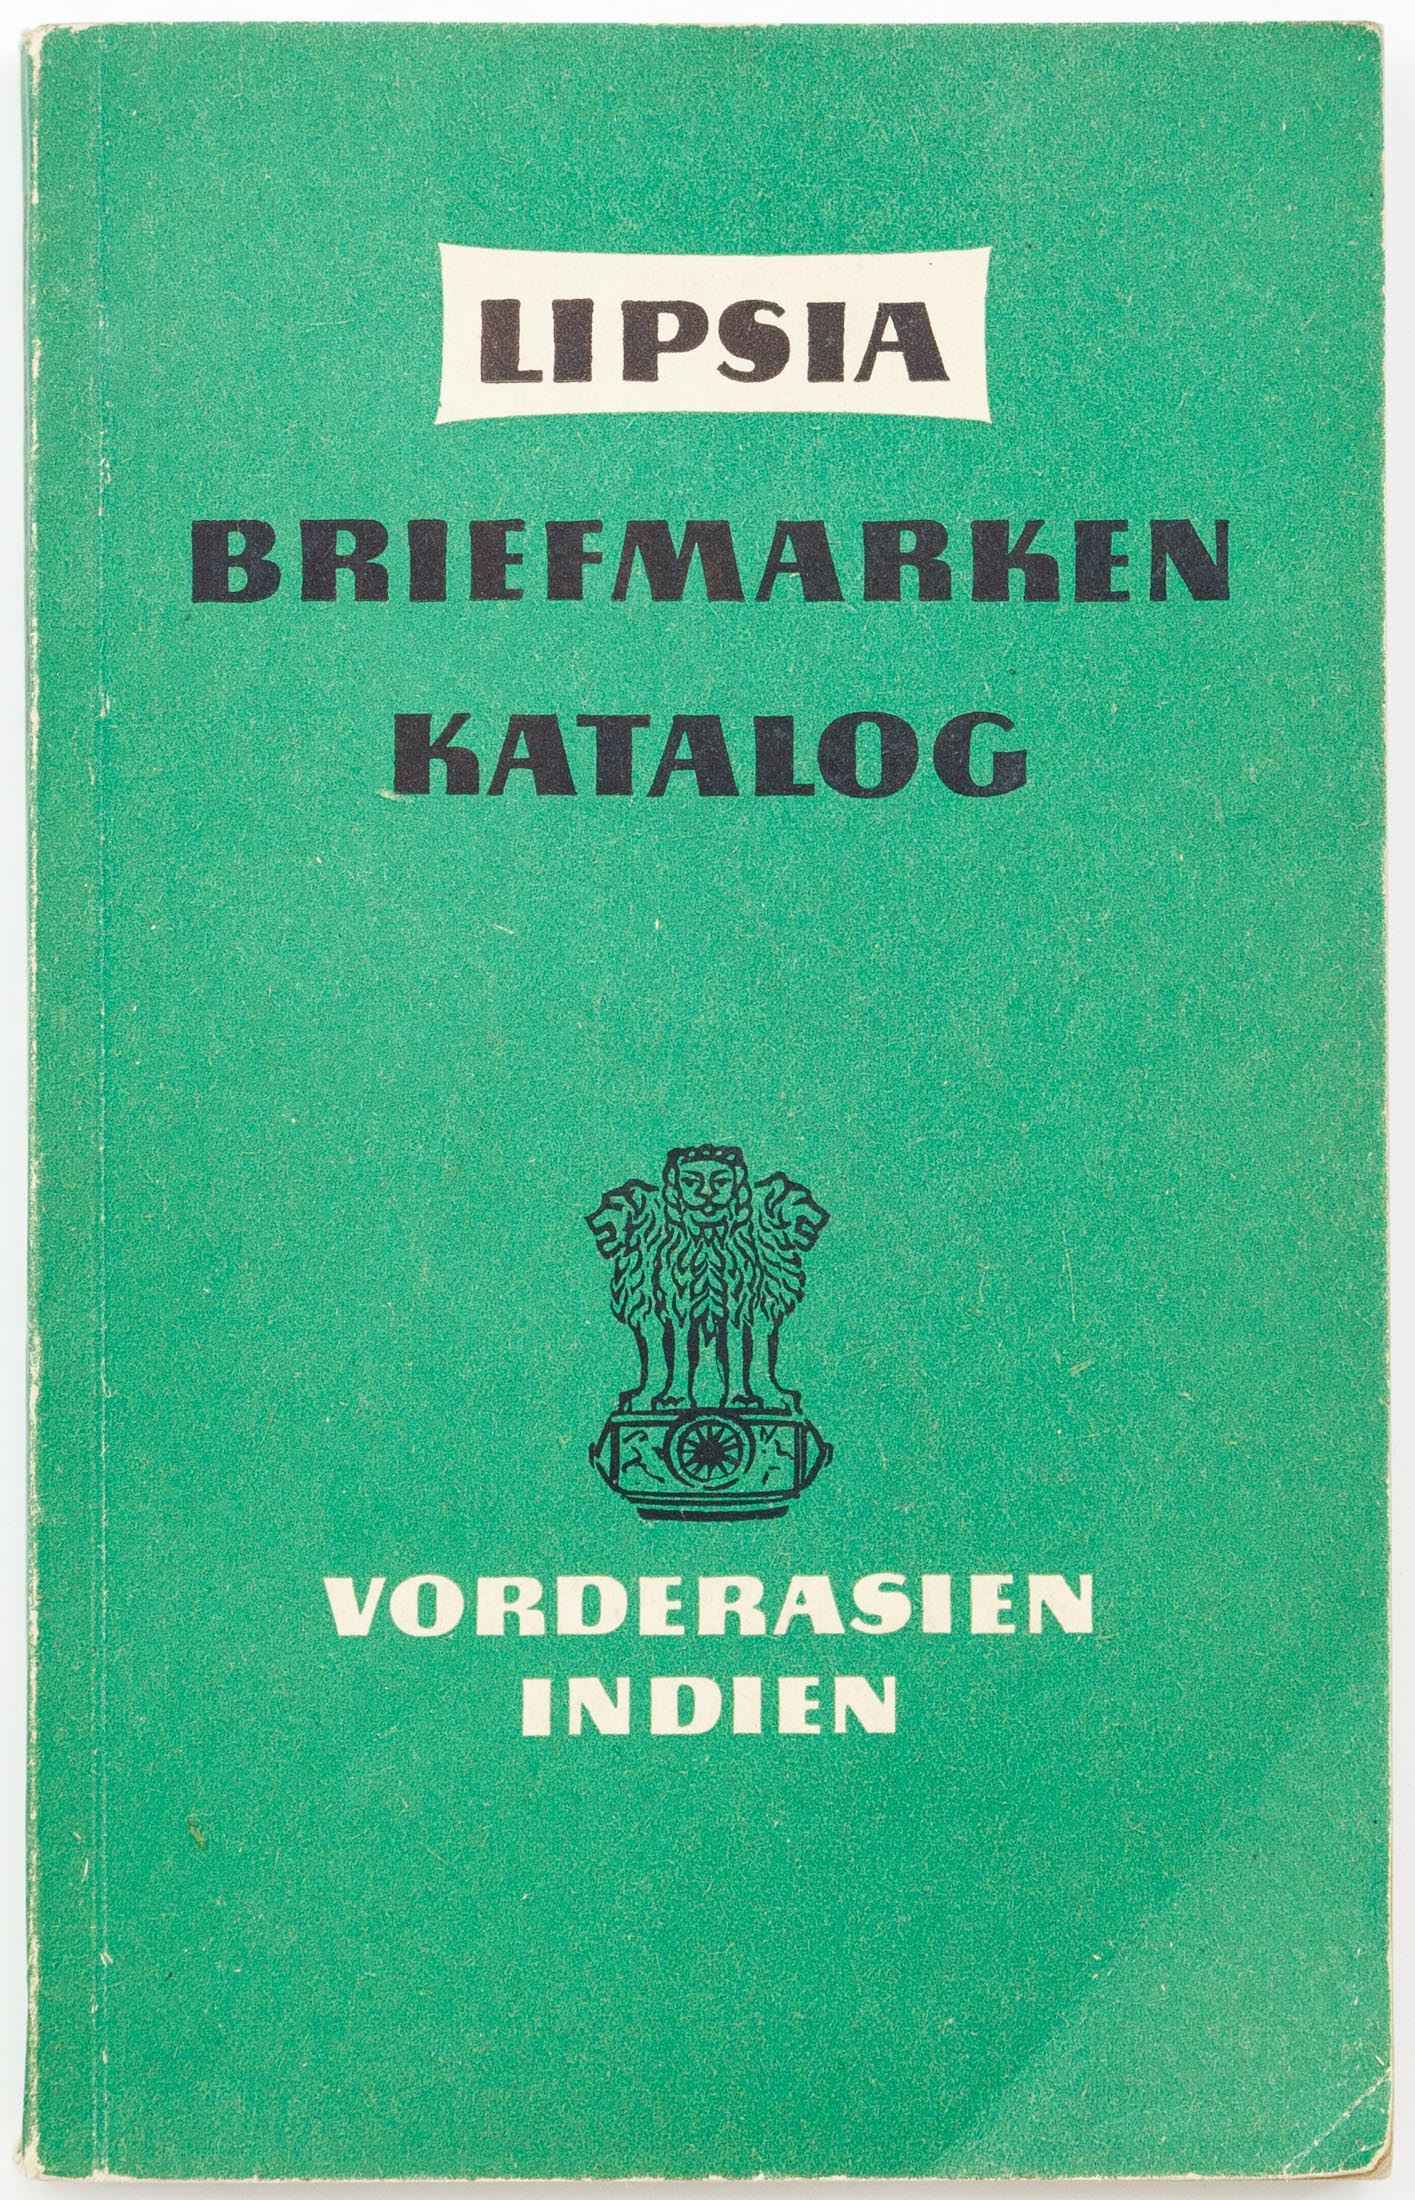 LIPSIA
BRIEFMARKEN
KATALOG
VORDERASIEN
INDIEN